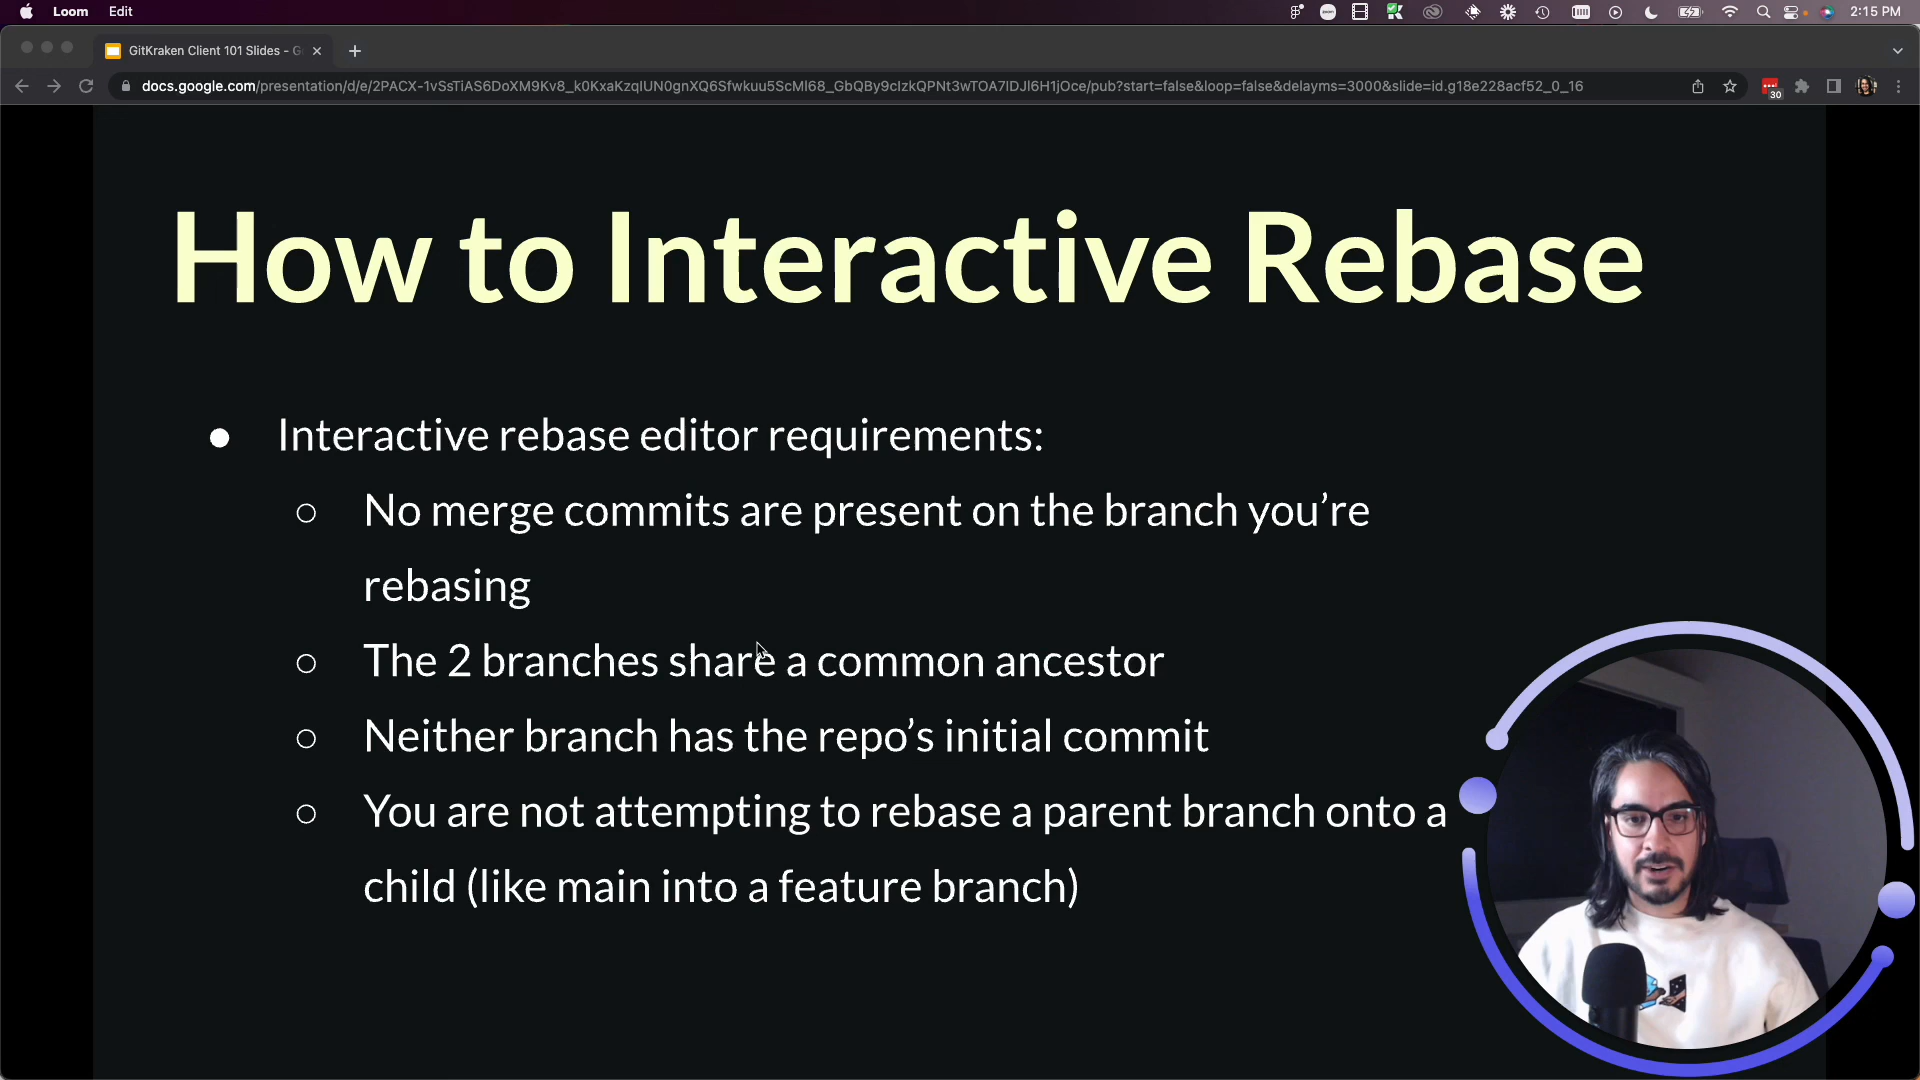 Loom Edit
2:15 PM
GitKraken Client 101 Slides - G
docs.google.com/presentation/d/e/2PACX-1vSsTiAS6DoXM9Kv8_k0KxaKzqIUN0gnXQ6Sfwkuu5ScMl68_GbQBy9cIzkQPNt3wTOA7IDJl6H1jOce/pub?start=false&loop=false&delayms=3000&slide=id.g18e228acf52_0_16
30
How to Interactive Rebase
Interactive rebase editor requirements:
No merge commits are present on the branch you’re
rebasing
The 2 branches share a common ancestor
Neither branch has the repo’s initial commit
You are not attempting to rebase a parent branch onto a
child (like main into a feature branch)